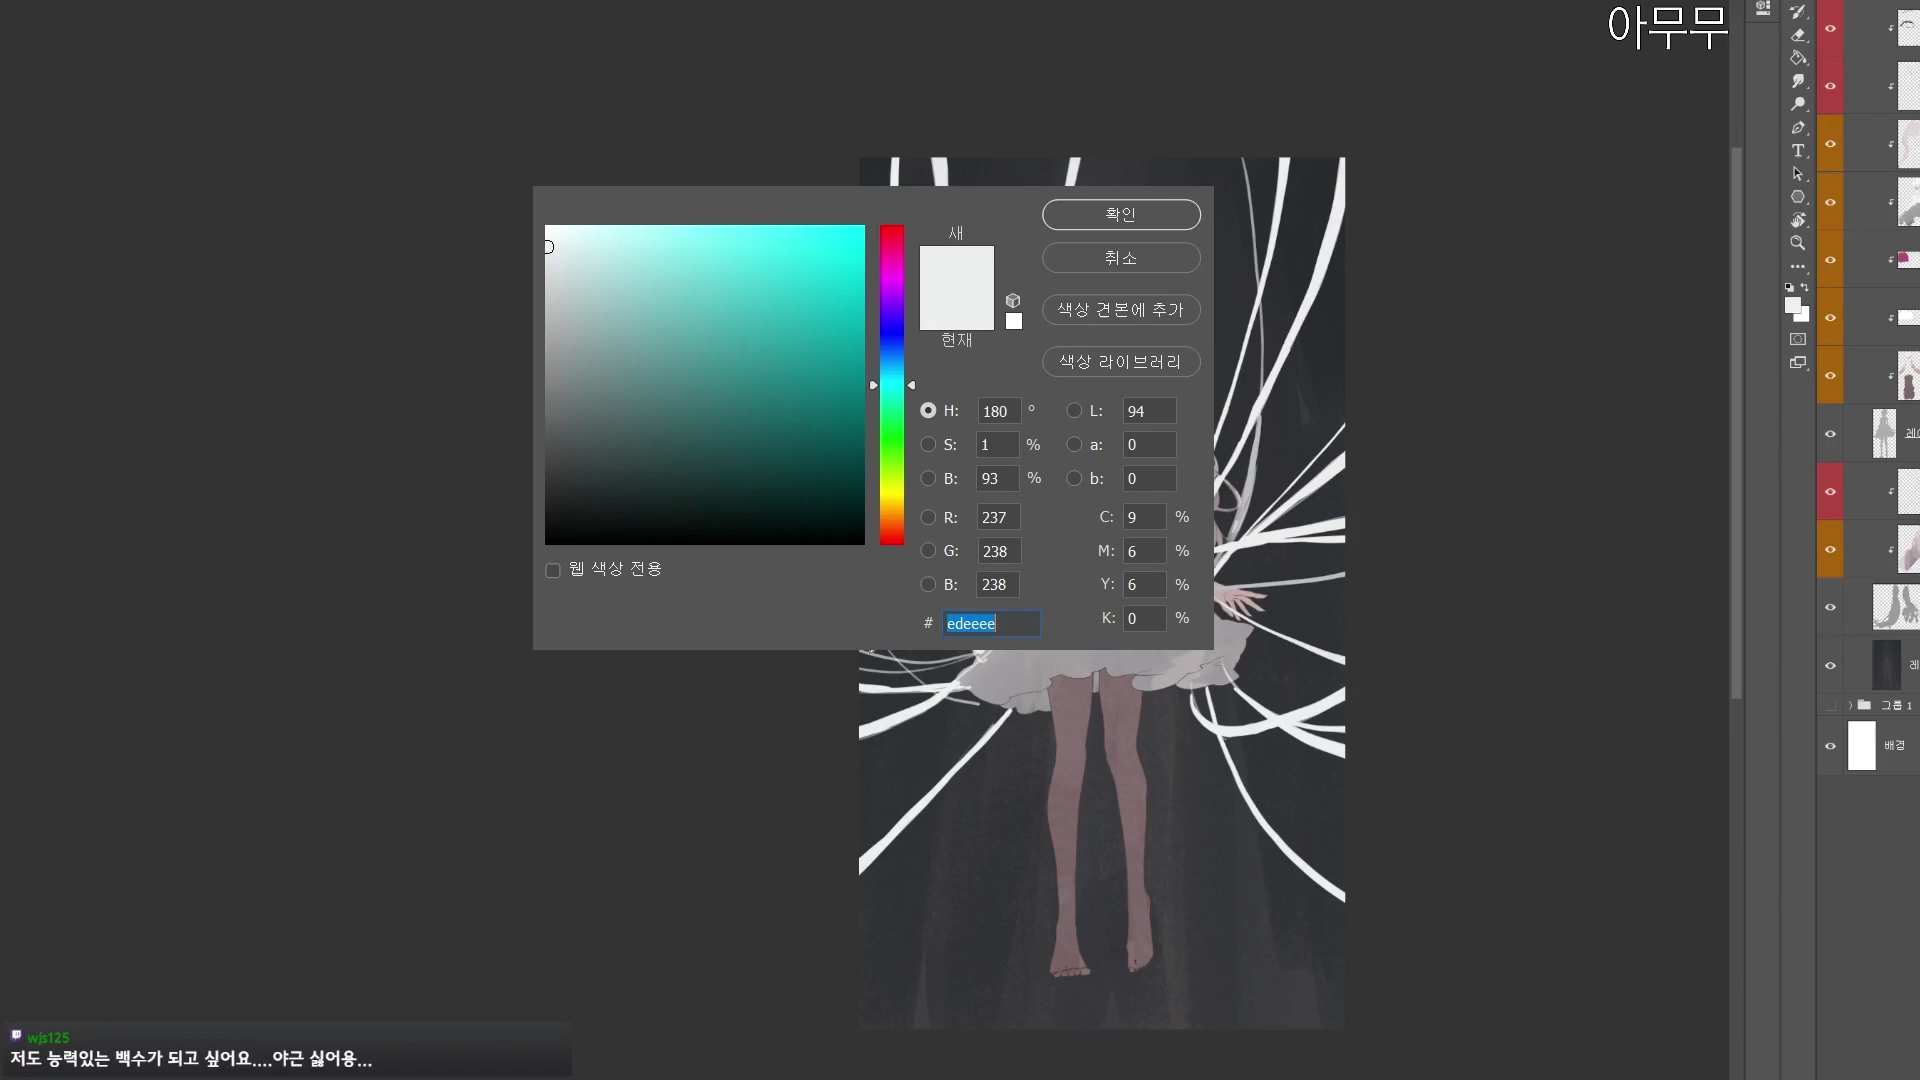 아무무
확인
새
취소
색상 견본에 추가
현재
색상 라이브러리
H: 180 °
L: 94
S: 1 %
a: 0
B: 93 %
b: 0
R: 237
C: 9 %
G: 238
M: 6 %
B: 238
Y: 6 %
# edeeee
K: 0 %
웹 색상 전용
그룹 1
배경
wjs125
저도 능력있는 백수가 되고 싶어요....야근 싫어용...